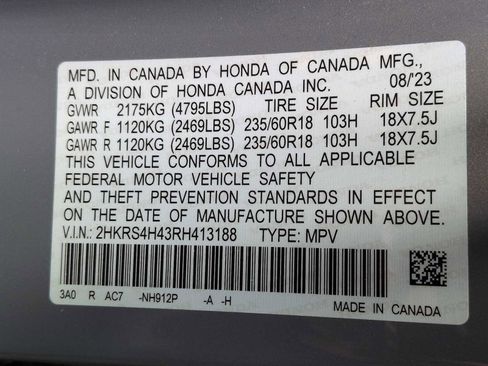 MFD. IN CANADA BY HONDA OF CANADA MFG.,
A DIVISION OF HONDA CANADA INC. 08/23
GVWR 2175KG (4795LBS) TIRE SIZE RIM SIZE
GAWR F 1120KG (2469LBS) 235/60R18 103H 18X7.5J
GAWR R 1120KG (2469LBS) 235/60R18 103H 18X7.5J
THIS VEHICLE CONFORMS TO ALL APPLICABLE
FEDERAL MOTOR VEHICLE SAFETY
AND THEFT PREVENTION STANDARDS IN EFFECT
ON THE DATE OF MANUFACTURE SHOWN ABOVE.
V.I.N.: 2HKRS4H43RH413188 TYPE: MPV
3A0 R AC7 -NH912P -A -H
MADE IN CANADA